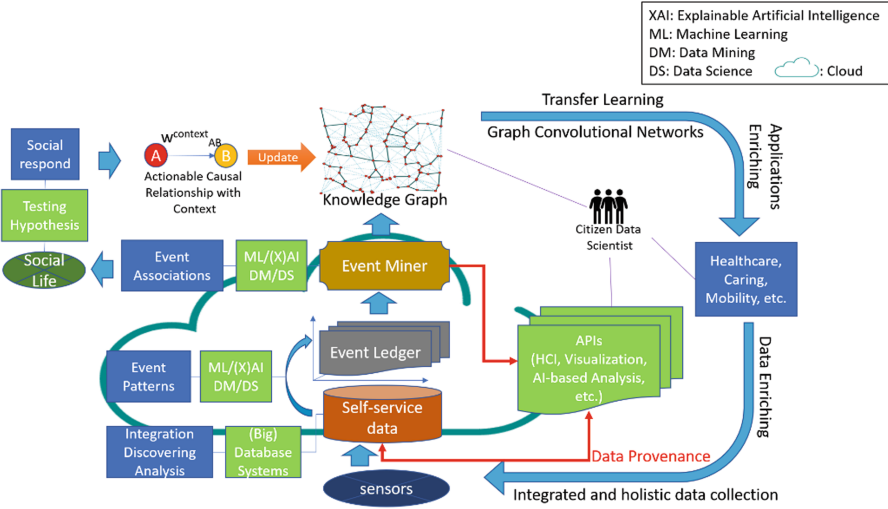 XAI: Explainable Artificial Intelligence
ML: Machine Learning
DM: Data Mining
DS: Data Science
: Cloud
Transfer Learning
Graph Convolutional Networks
Applications
Enriching
Social
respond
Testing
Hypothesis
Social
Life
W context AB
A
B
Actionable Causal
Relationship with
Context
Update
Knowledge Graph
Citizen Data
Scientist
Healthcare,
Caring,
Mobility, etc.
Event
Associations
ML/(X)AI
DM/DS
Event Miner
Event Ledger
APIs
(HCI, Visualization,
AI-based Analysis,
etc.)
Event
Patterns
ML/(X)AI
DM/DS
Self-service
data
Integration
Discovering
Analysis
(Big)
Database
Systems
Data Enriching
Data Provenance
sensors
Integrated and holistic data collection